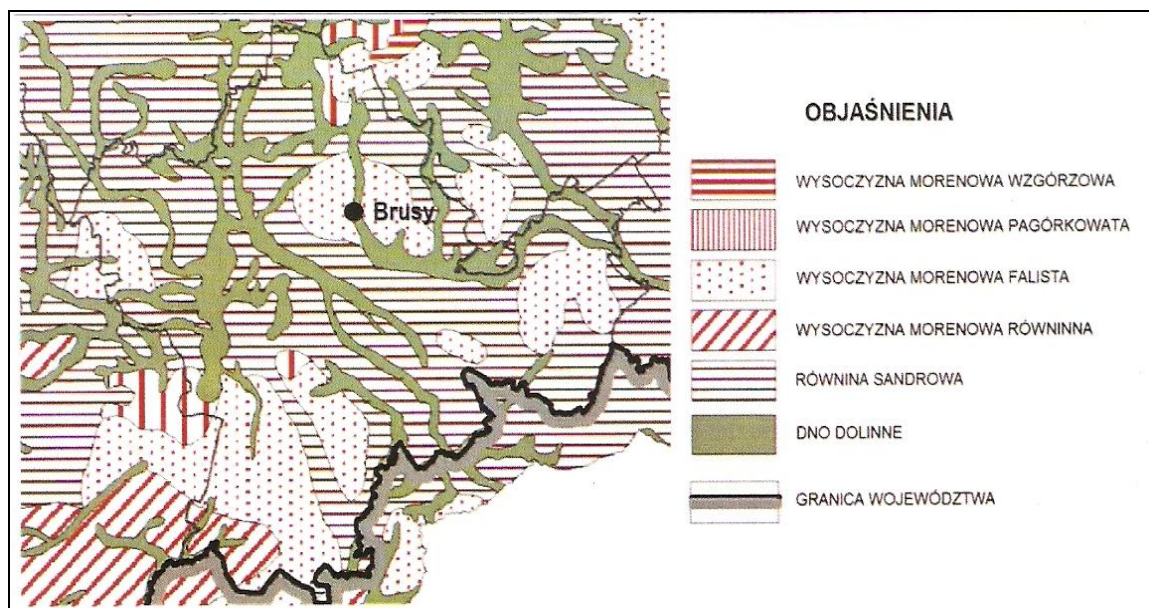 Brusy
OBJAŚNIENIA
WYSOCZYZNA MORENOWA WZGÓRZOWA
WYSOCZYZNA MORENOWA PAGÓRKOWATA
WYSOCZYZNA MORENOWA FALISTA
WYSOCZYZNA MORENOWA RÓWNINNA
RÓWNINA SANDROWA
DNO DOLINNE
GRANICA WOJEWÓDZTWA